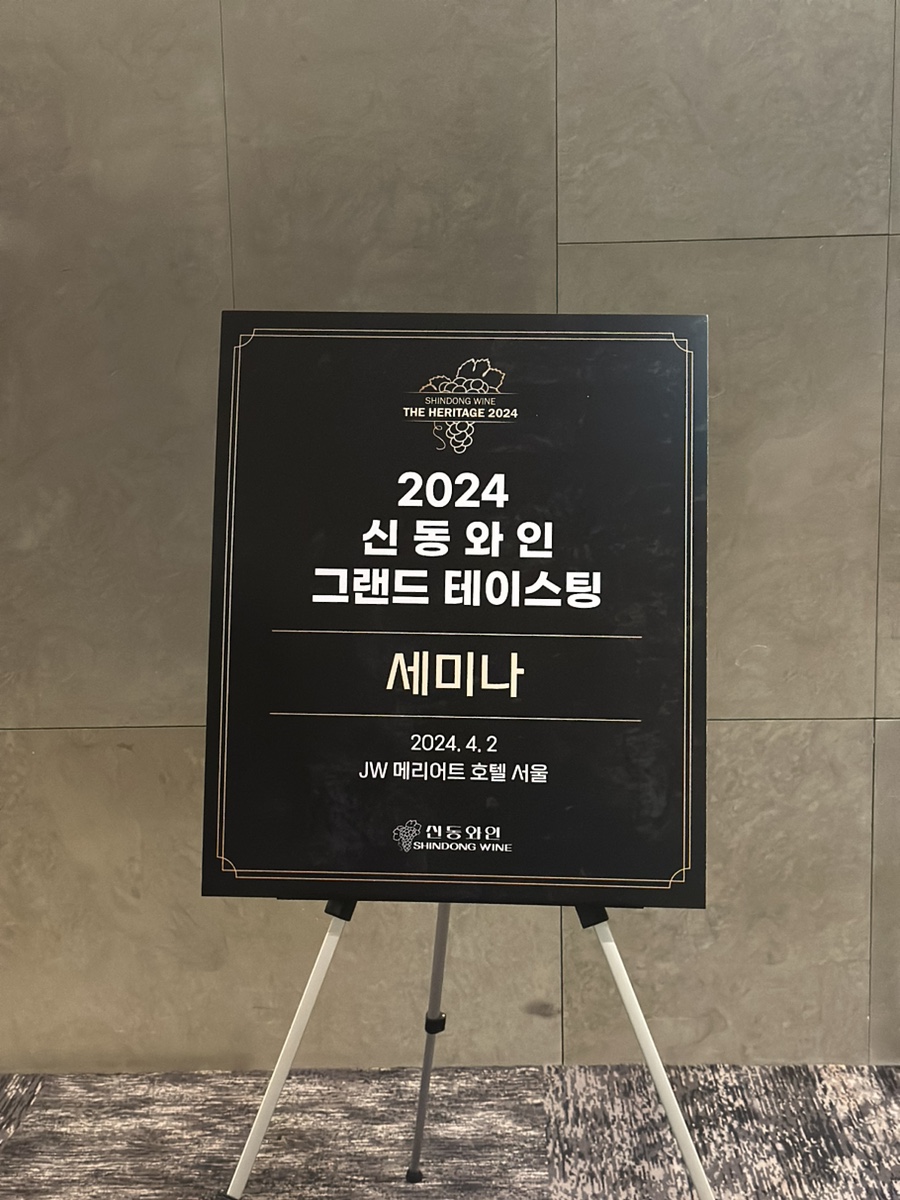 SHINDONG WINE
THE HERITAGE 2024
2024
신동와인
그랜드 테이스팅
세미나
2024. 4. 2
JW 메리어트 호텔 서울
신동와인
SHINDONG WINE